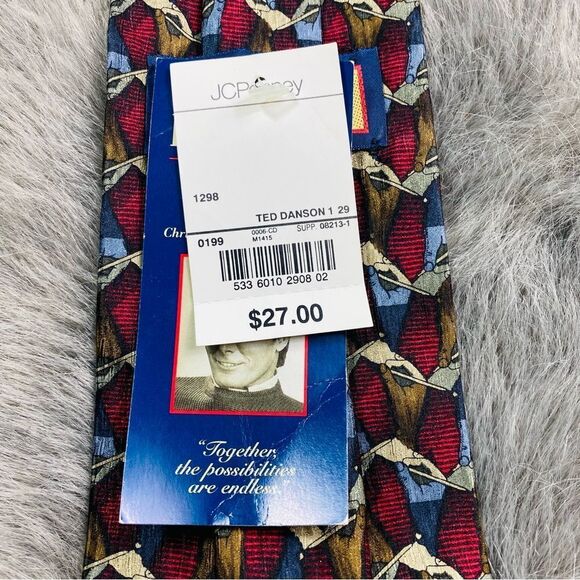 JCPenney
1298
TED DANSON 1 29
0199
0006-CD
M1415
SUPP. 08213-1
533 6010 2908 02
$27.00
"Together,
the possibilities
are endless."